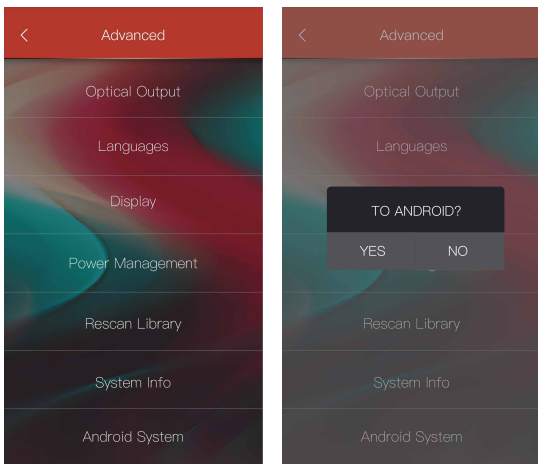 Advanced
Optical Output
Languages
Display
Power Management
Rescan Library
System Info
Android System
Advanced
Optical Output
Languages
TO ANDROID?
YES NO
Rescan Library
System Info
Android System